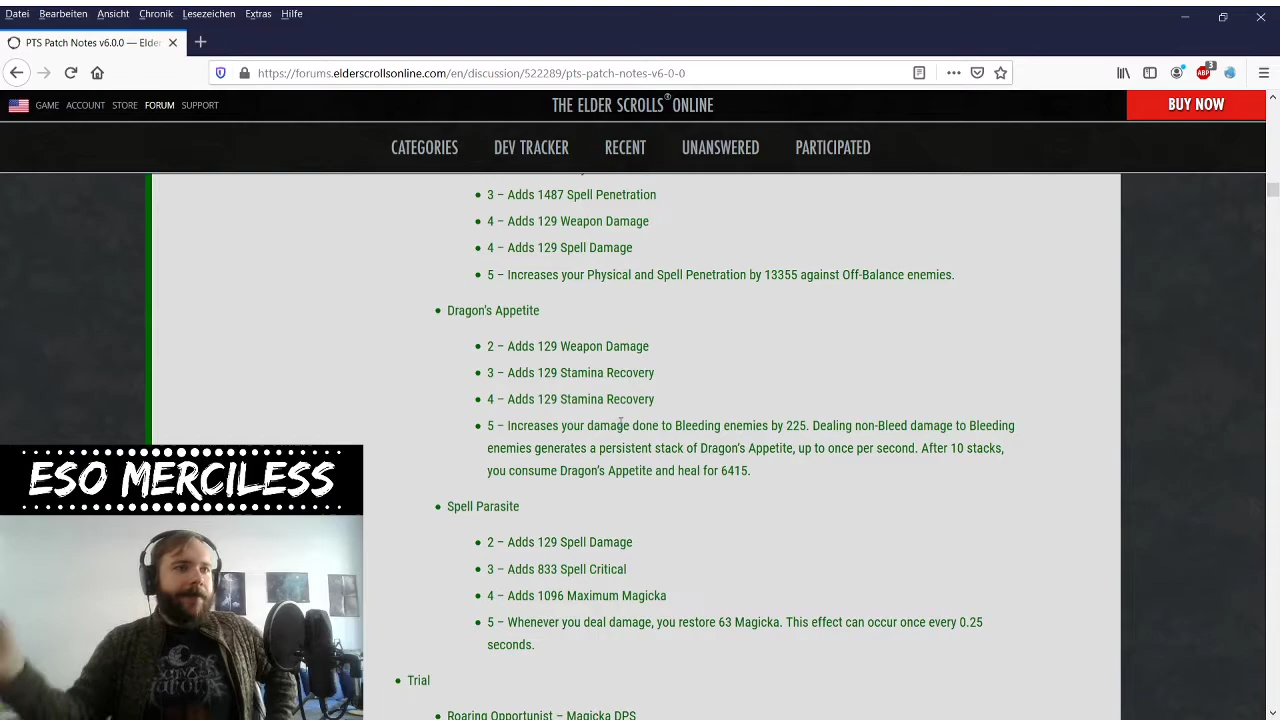 Datei Bearbeiten Ansicht Chronik Lesezeichen Extras Hilfe
PTS Patch Notes v6.0.0 — Elder
https://forums.elderscrollsonline.com/en/discussion/522289/pts-patch-notes-v6-0-0
ABP 3
GAME ACCOUNT STORE FORUM SUPPORT
THE ELDER SCROLLS® ONLINE
BUY NOW
CATEGORIES DEV TRACKER RECENT UNANSWERED PARTICIPATED
3 – Adds 1487 Spell Penetration
4 – Adds 129 Weapon Damage
4 – Adds 129 Spell Damage
5 – Increases your Physical and Spell Penetration by 13355 against Off-Balance enemies.
Dragon's Appetite
2 – Adds 129 Weapon Damage
3 – Adds 129 Stamina Recovery
4 – Adds 129 Stamina Recovery
5 – Increases your damage done to Bleeding enemies by 225. Dealing non-Bleed damage to Bleeding
enemies generates a persistent stack of Dragon's Appetite, up to once per second. After 10 stacks,
you consume Dragon's Appetite and heal for 6415.
ESO MERCILESS
Spell Parasite
2 – Adds 129 Spell Damage
3 – Adds 833 Spell Critical
4 – Adds 1096 Maximum Magicka
5 – Whenever you deal damage, you restore 63 Magicka. This effect can occur once every 0.25
seconds.
Trial
Roaring Opportunist – Magicka DPS